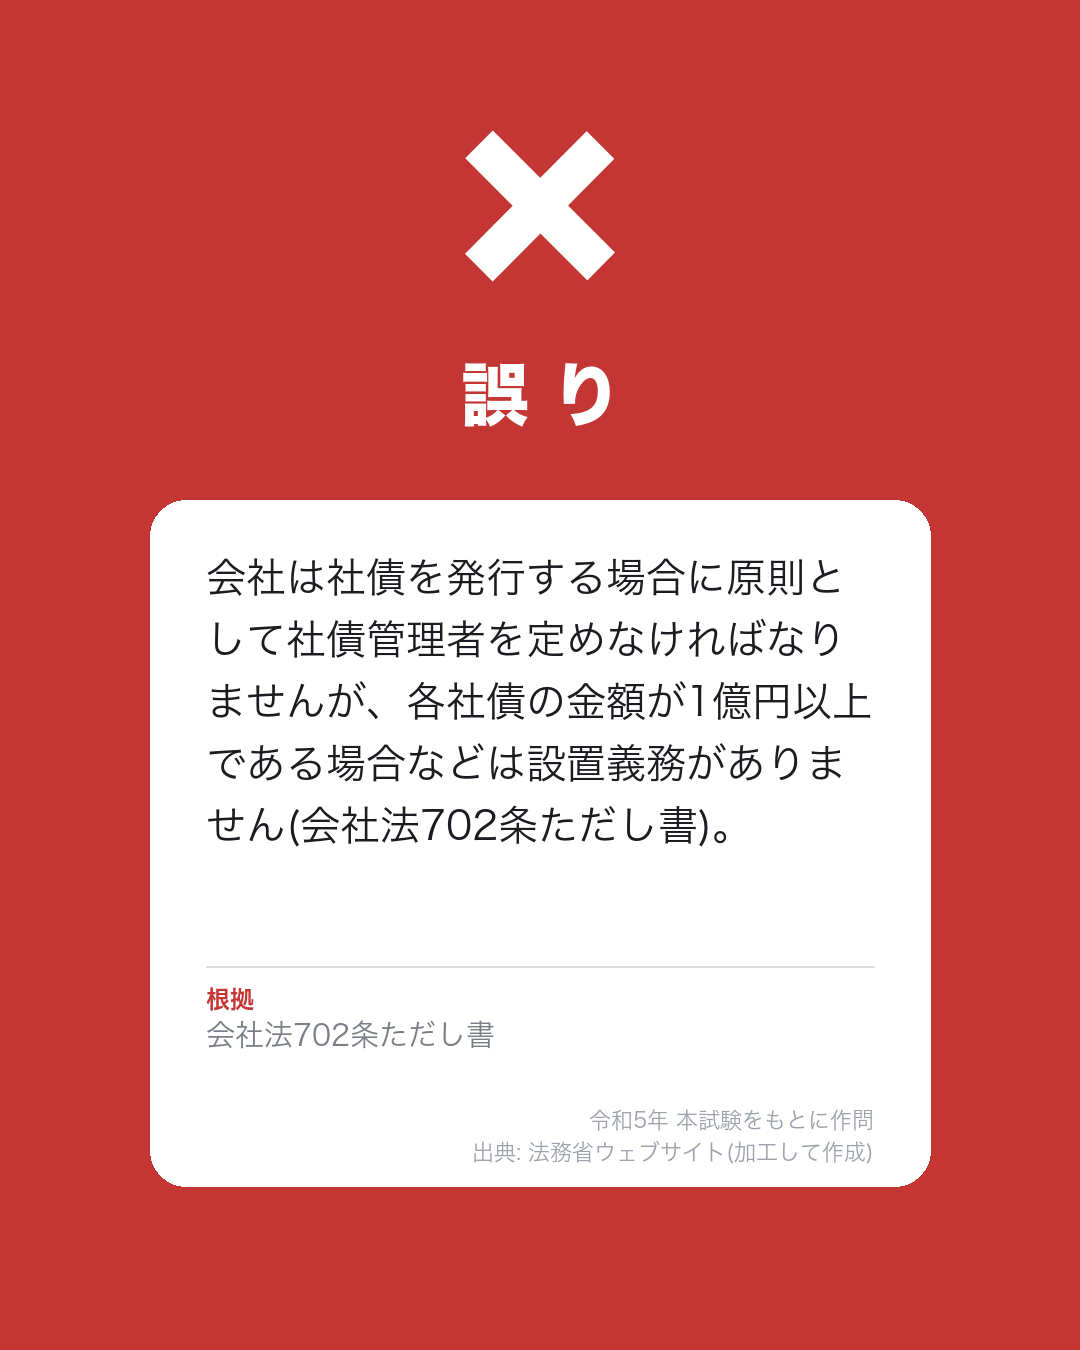 誤り
会社は社債を発行する場合に原則と
して社債管理者を定めなければなり
ませんが、各社債の金額が1億円以上
である場合などは設置義務がありま
せん(会社法702条ただし書)。
根拠
会社法702条ただし書
令和5年 本試験をもとに作問
出典: 法務省ウェブサイト(加工して作成)